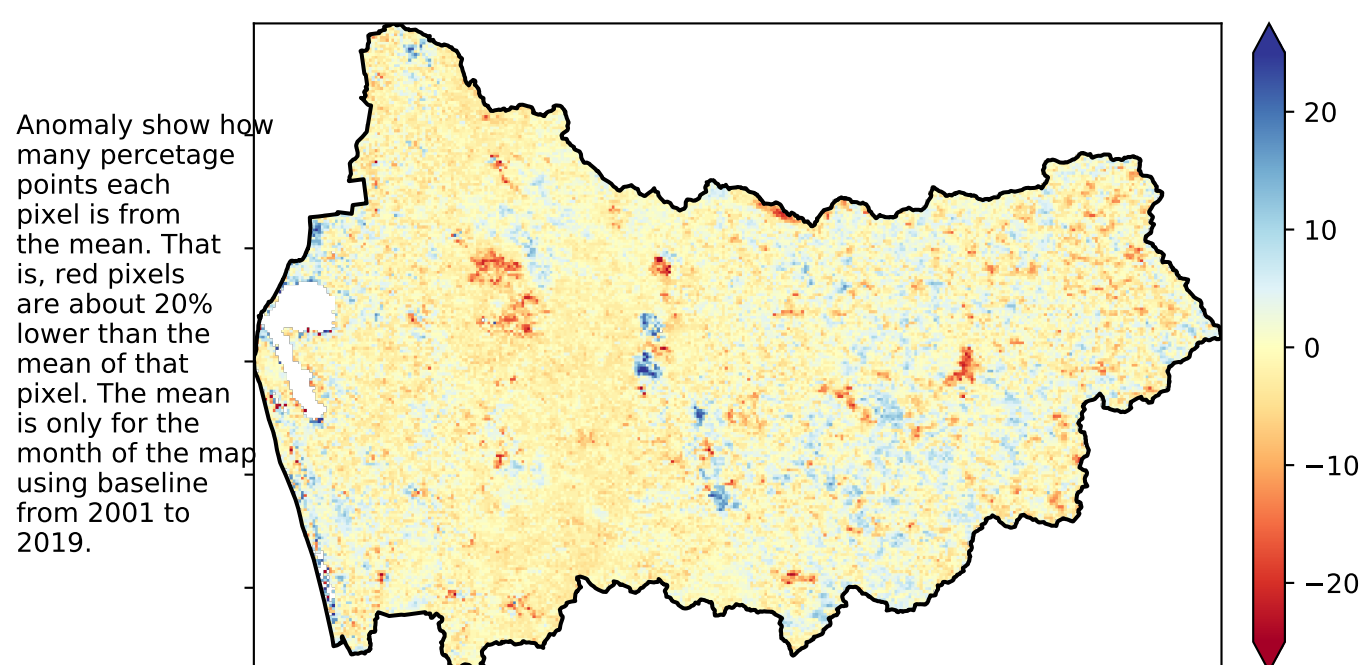 Anomaly show how
many percetage
points each
pixel is from
the mean. That
is, red pixels
are about 20%
lower than the
mean of that
pixel. The mean
is only for the
month of the map
using baseline
from 2001 to
2019.
20
10
0
−10
−20